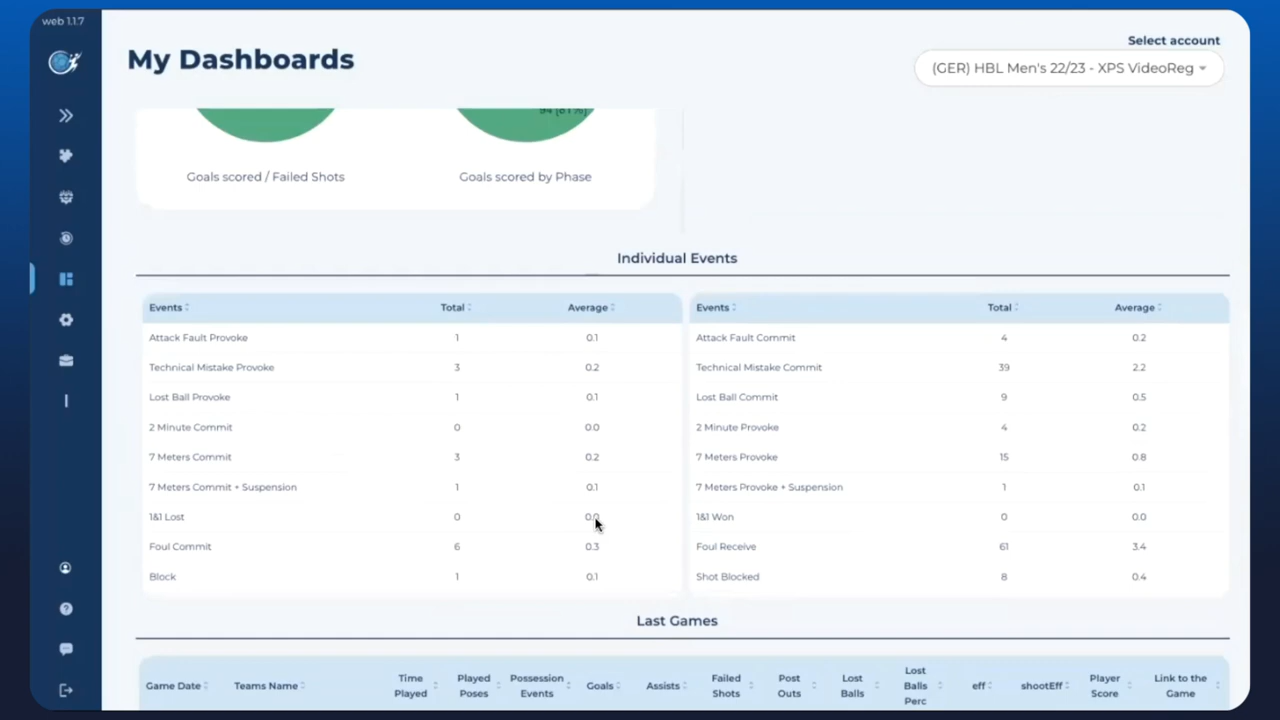 web 1.1.7
Select account
My Dashboards
(GER) HBL Men's 22/23 - XPS VideoReg
94 [81%]
Goals scored / Failed Shots Goals scored by Phase
Individual Events
Events Total Average Events Total Average
Attack Fault Provoke 1 0.1 Attack Fault Commit 4 0.2
Technical Mistake Provoke 3 0.2 Technical Mistake Commit 39 2.2
Lost Ball Provoke 1 0.1 Lost Ball Commit 9 0.5
2 Minute Commit 0 0.0 2 Minute Provoke 4 0.2
7 Meters Commit 3 0.2 7 Meters Provoke 15 0.8
7 Meters Commit + Suspension 1 0.1 7 Meters Provoke + Suspension 1 0.1
1&1 Lost 0 0.0 1&1 Won 0 0.0
Foul Commit 6 0.3 Foul Receive 61 3.4
Block 1 0.1 Shot Blocked 8 0.4
Last Games
Game Date Teams Name Time Played Played Poses Possession Events Goals Assists Failed Shots Post Outs Lost Balls Lost Balls Perc eff shootEff Player Score Link to the Game